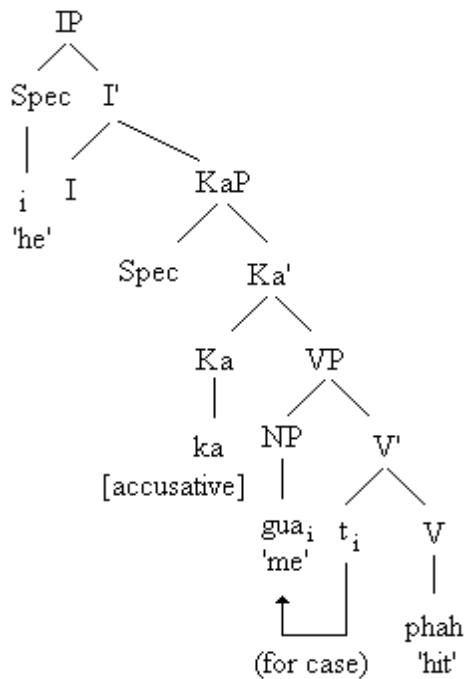 IP
Spec I'
i I KaP
'he'
Spec Ka'
Ka VP
ka NP V'
[accusative]
guaᵢ tᵢ V
'me'
phah
(for case) 'hit'